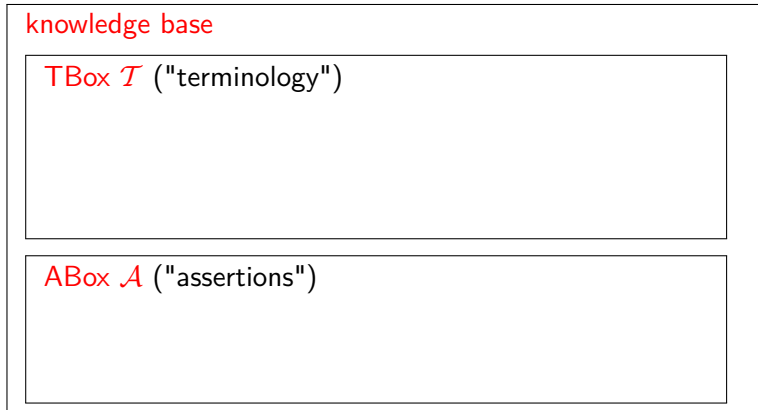 knowledge base
TBox 𝒯 ("terminology")
ABox 𝒜 ("assertions")